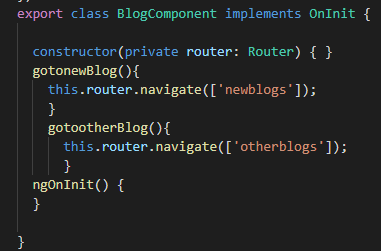 export class BlogComponent implements OnInit {
constructor(private router: Router) { }
gotonewBlog(){
this.router.navigate(['newblogs']);
}
gotootherBlog(){
this.router.navigate(['otherblogs']);
}
ngOnInit() {
}
}